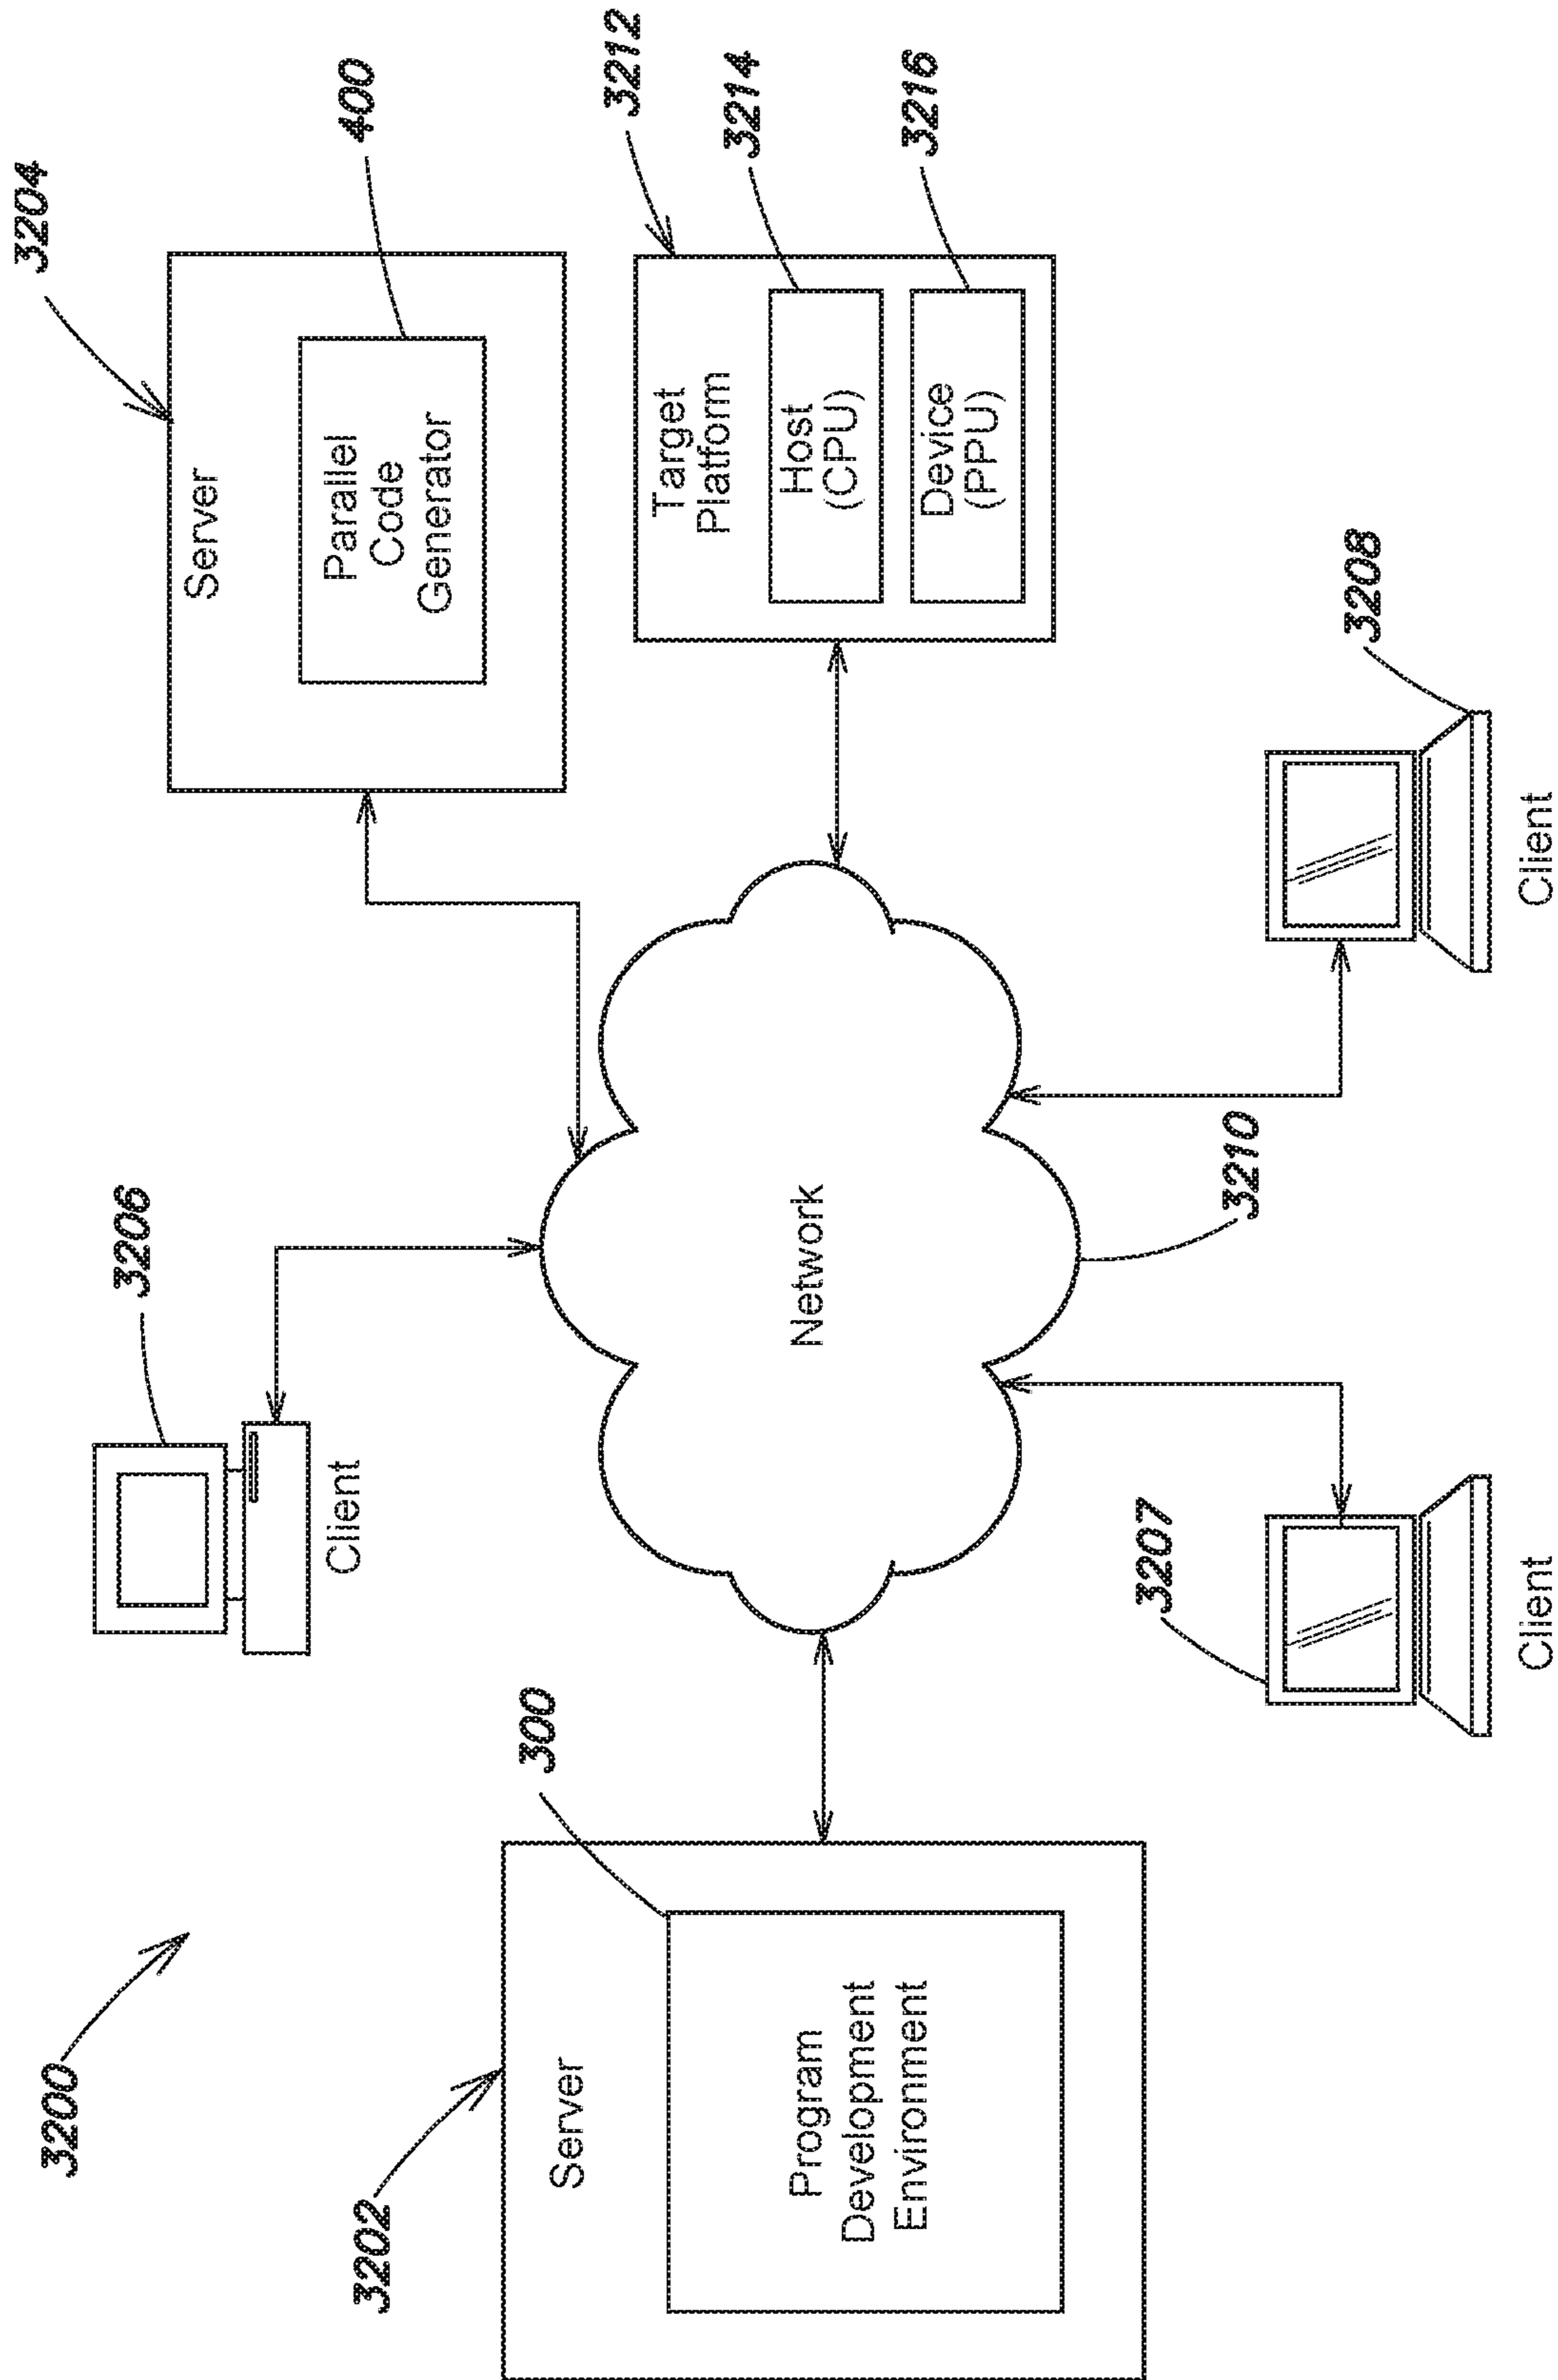 3200
3202
Server
300
Program
Development
Environment
3206
Client
3204
Server
400
Parallel
Code
Generator
Network
3210
3212
Target
Platform
3214
Host
(CPU)
3216
Device
(PPU)
3207
Client
3208
Client